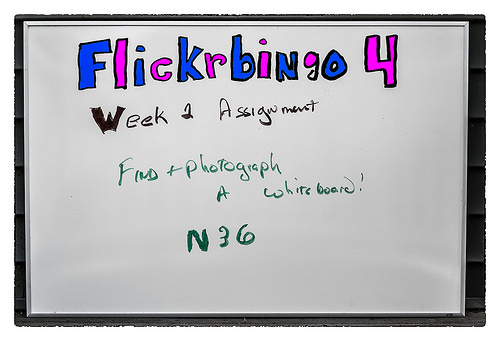 Flickrbingo 4
Week 2 Assignment
Find + photograph
A whiteboard!
N36